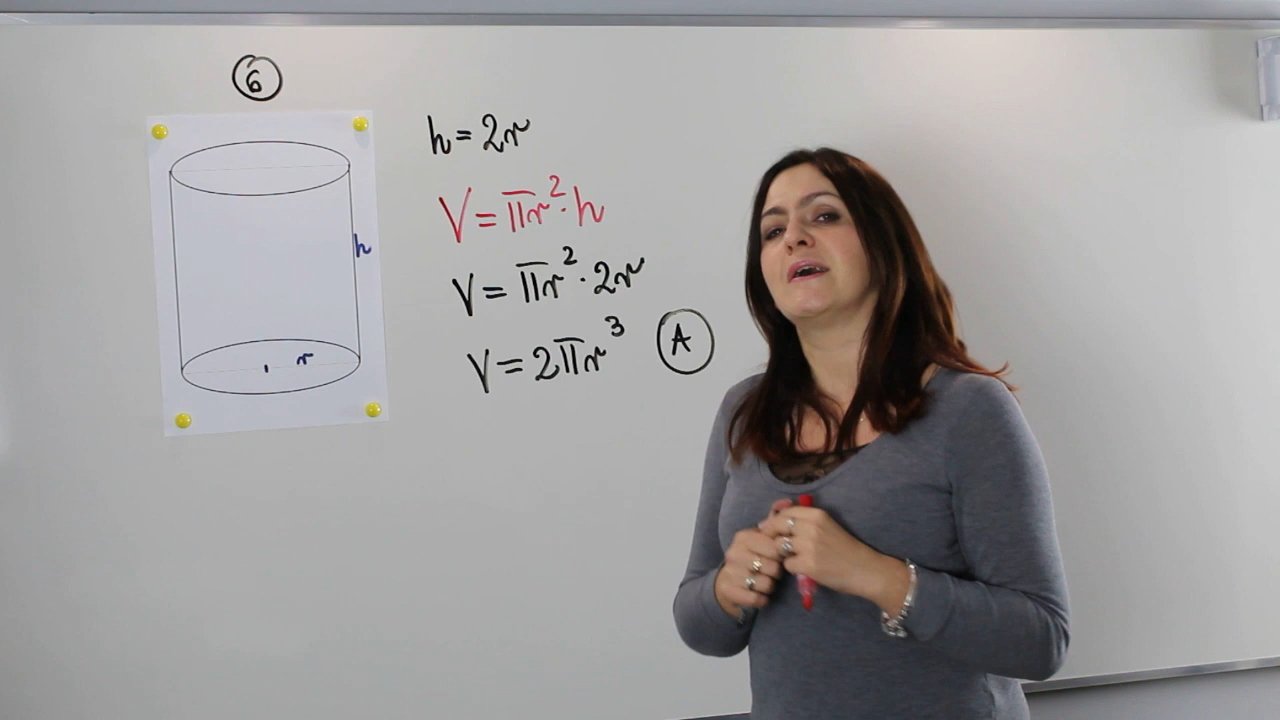 6
h
r
h = 2r
V = πr² · h
V = πr² · 2r
V = 2πr³
A